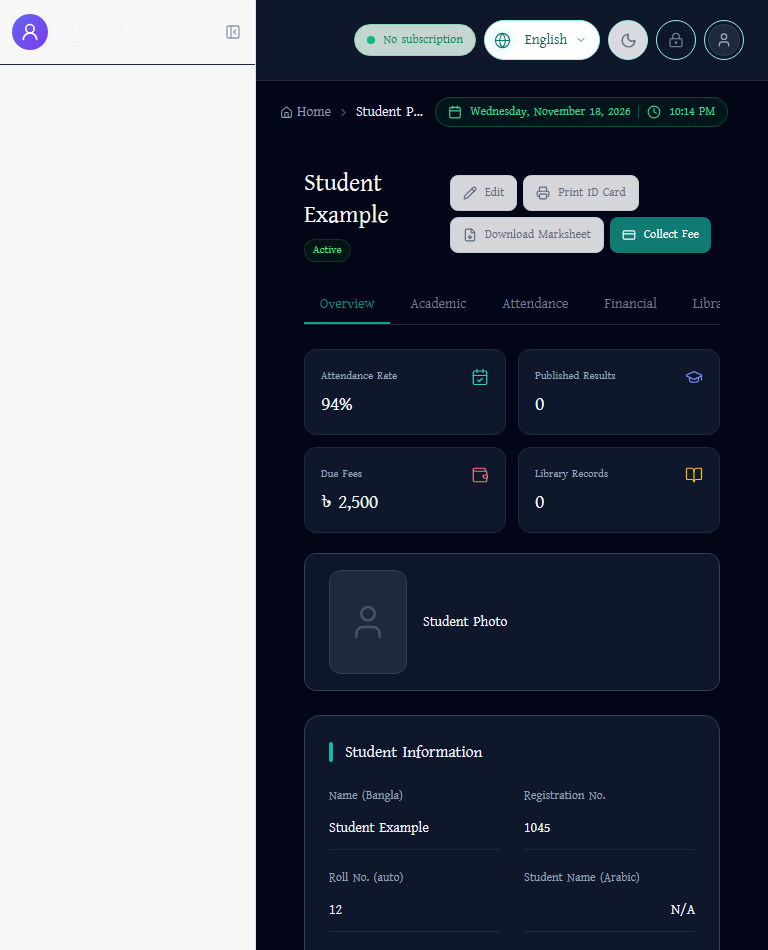 No subscription
English
Home
Student P...
Wednesday, November 18, 2026
10:14 PM
Student
Example
Active
Edit
Print ID Card
Download Marksheet
Collect Fee
Overview
Academic
Attendance
Financial
Libra
Attendance Rate
94%
Published Results
0
Due Fees
৳ 2,500
Library Records
0
Student Photo
Student Information
Name (Bangla)
Registration No.
Student Example
1045
Roll No. (auto)
Student Name (Arabic)
12
N/A